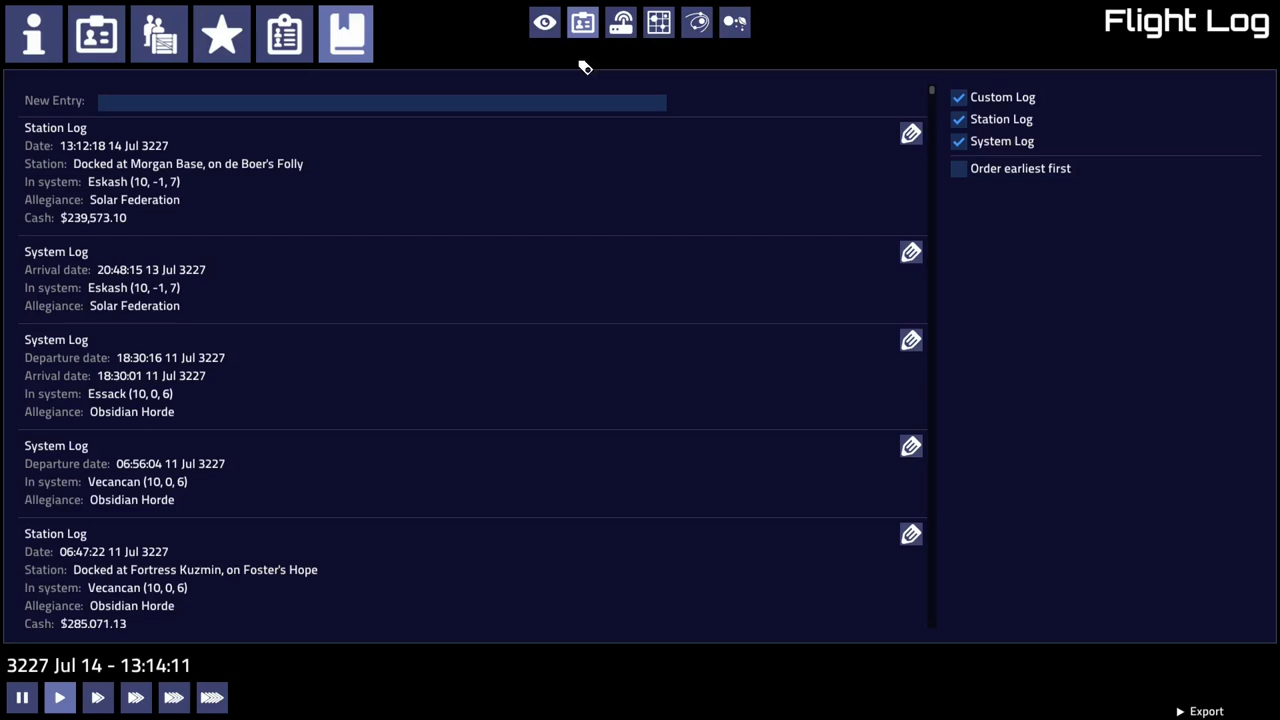 Flight Log
New Entry:
Station Log
Date: 13:12:18 14 Jul 3227
Station: Docked at Morgan Base, on de Boer's Folly
In system: Eskash (10, -1, 7)
Allegiance: Solar Federation
Cash: $239,573.10
System Log
Arrival date: 20:48:15 13 Jul 3227
In system: Eskash (10, -1, 7)
Allegiance: Solar Federation
System Log
Departure date: 18:30:16 11 Jul 3227
Arrival date: 18:30:01 11 Jul 3227
In system: Essack (10, 0, 6)
Allegiance: Obsidian Horde
System Log
Departure date: 06:56:04 11 Jul 3227
In system: Vecancan (10, 0, 6)
Allegiance: Obsidian Horde
Station Log
Date: 06:47:22 11 Jul 3227
Station: Docked at Fortress Kuzmin, on Foster's Hope
In system: Vecancan (10, 0, 6)
Allegiance: Obsidian Horde
Cash: $285,071.13
Custom Log
Station Log
System Log
Order earliest first
3227 Jul 14 - 13:14:11
Export